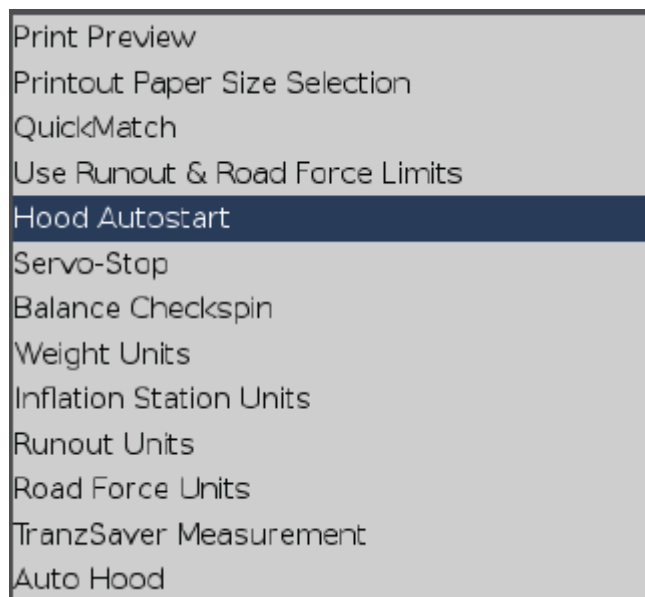 Print Preview
Printout Paper Size Selection
QuickMatch
Use Runout & Road Force Limits
Hood Autostart
Servo-Stop
Balance Checkspin
Weight Units
Inflation Station Units
Runout Units
Road Force Units
TranzSaver Measurement
Auto Hood